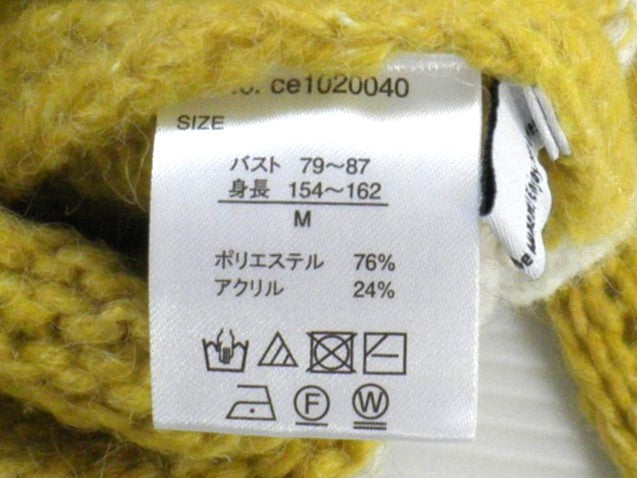 ce1020040
SIZE
バスト 79～87
身長 154～162
M
ポリエステル 76%
アクリル 24%
F W